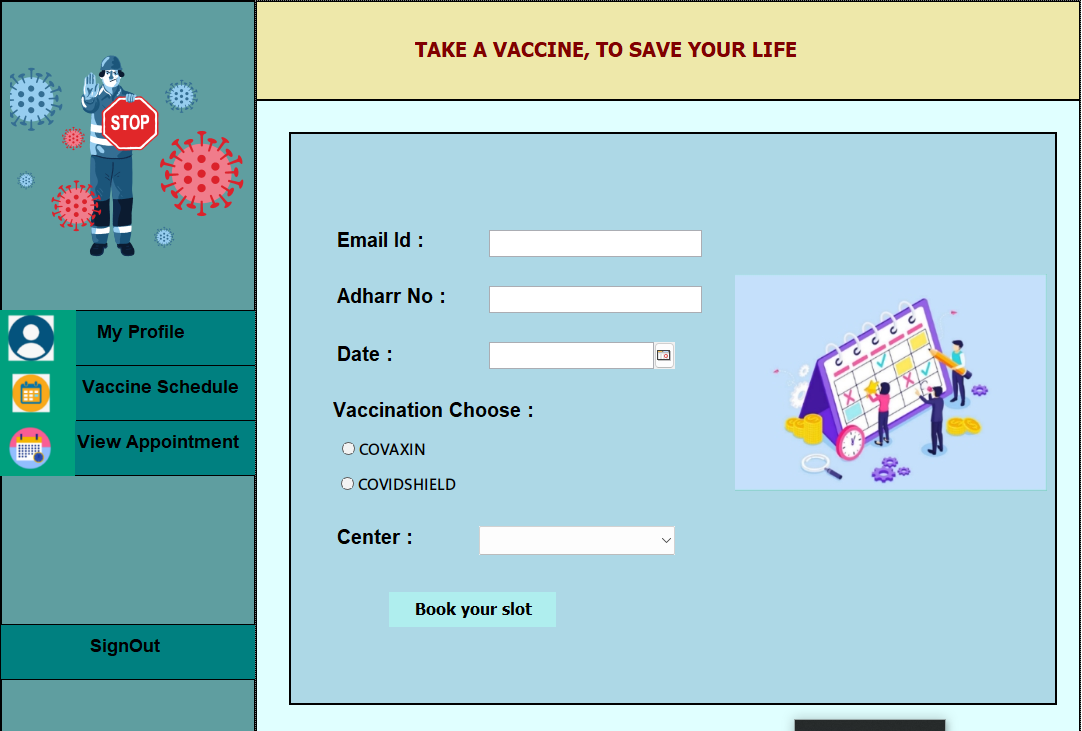 TAKE A VACCINE, TO SAVE YOUR LIFE
STOP
My Profile
Vaccine Schedule
View Appointment
SignOut
Email Id :
Adharr No :
Date :
Vaccination Choose :
COVAXIN
COVIDSHIELD
Center :
Book your slot